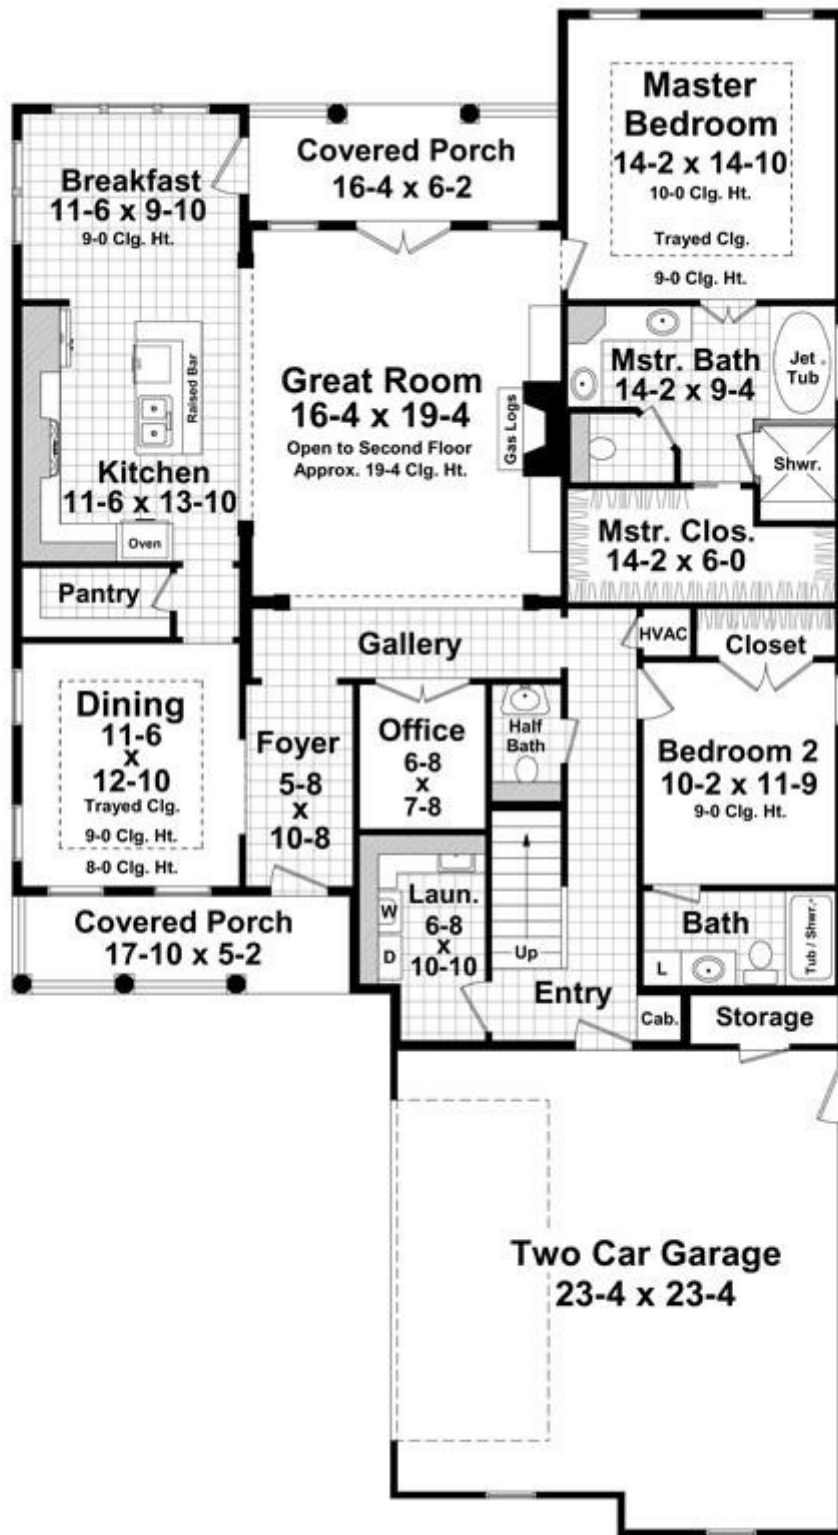 Master
Bedroom
14-2 x 14-10
10-0 Clg. Ht.
Trayed Clg.
9-0 Clg. Ht.
Covered Porch
16-4 x 6-2
Breakfast
11-6 x 9-10
9-0 Clg. Ht.
Great Room
16-4 x 19-4
Open to Second Floor
Approx. 19-4 Clg. Ht.
Gas Logs
Raised Bar
Kitchen
11-6 x 13-10
Oven
Mstr. Bath
14-2 x 9-4
Jet
Tub
Shwr.
Mstr. Clos.
14-2 x 6-0
Pantry
Gallery
HVAC
Closet
Dining
11-6
x
12-10
Trayed Clg.
9-0 Clg. Ht.
8-0 Clg. Ht.
Foyer
5-8
x
10-8
Office
6-8
x
7-8
Half
Bath
Bedroom 2
10-2 x 11-9
9-0 Clg. Ht.
Covered Porch
17-10 x 5-2
Laun.
6-8
x
10-10
W
D
Up
Entry
Bath
L
Tub / Shwr.
Cab.
Storage
Two Car Garage
23-4 x 23-4